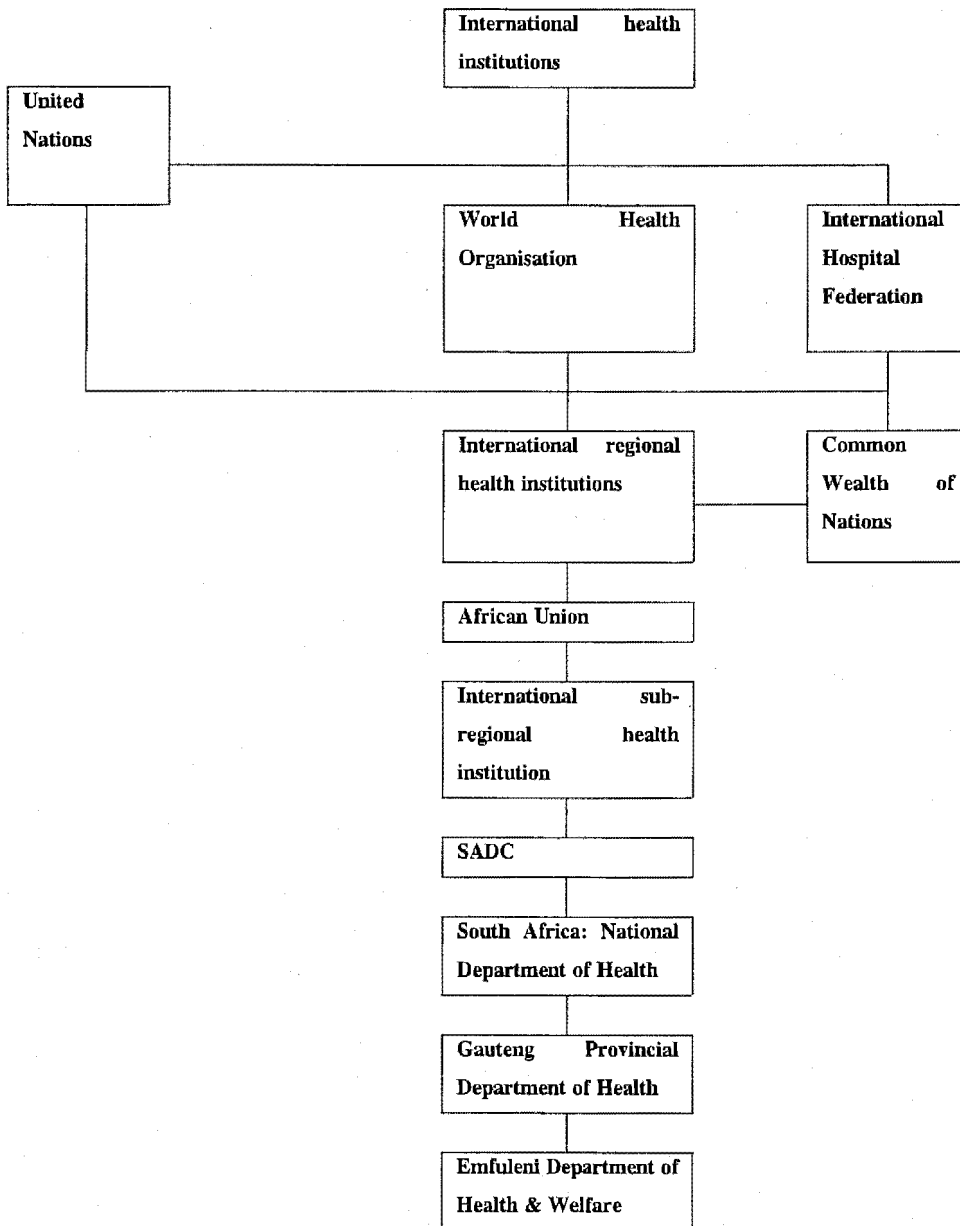 International health
institutions
United
Nations
World Health
Organisation
International
Hospital
Federation
International regional
health institutions
Common
Wealth of
Nations
African Union
International sub-
regional health
institution
SADC
South Africa: National
Department of Health
Gauteng Provincial
Department of Health
Emfuleni Department of
Health & Welfare